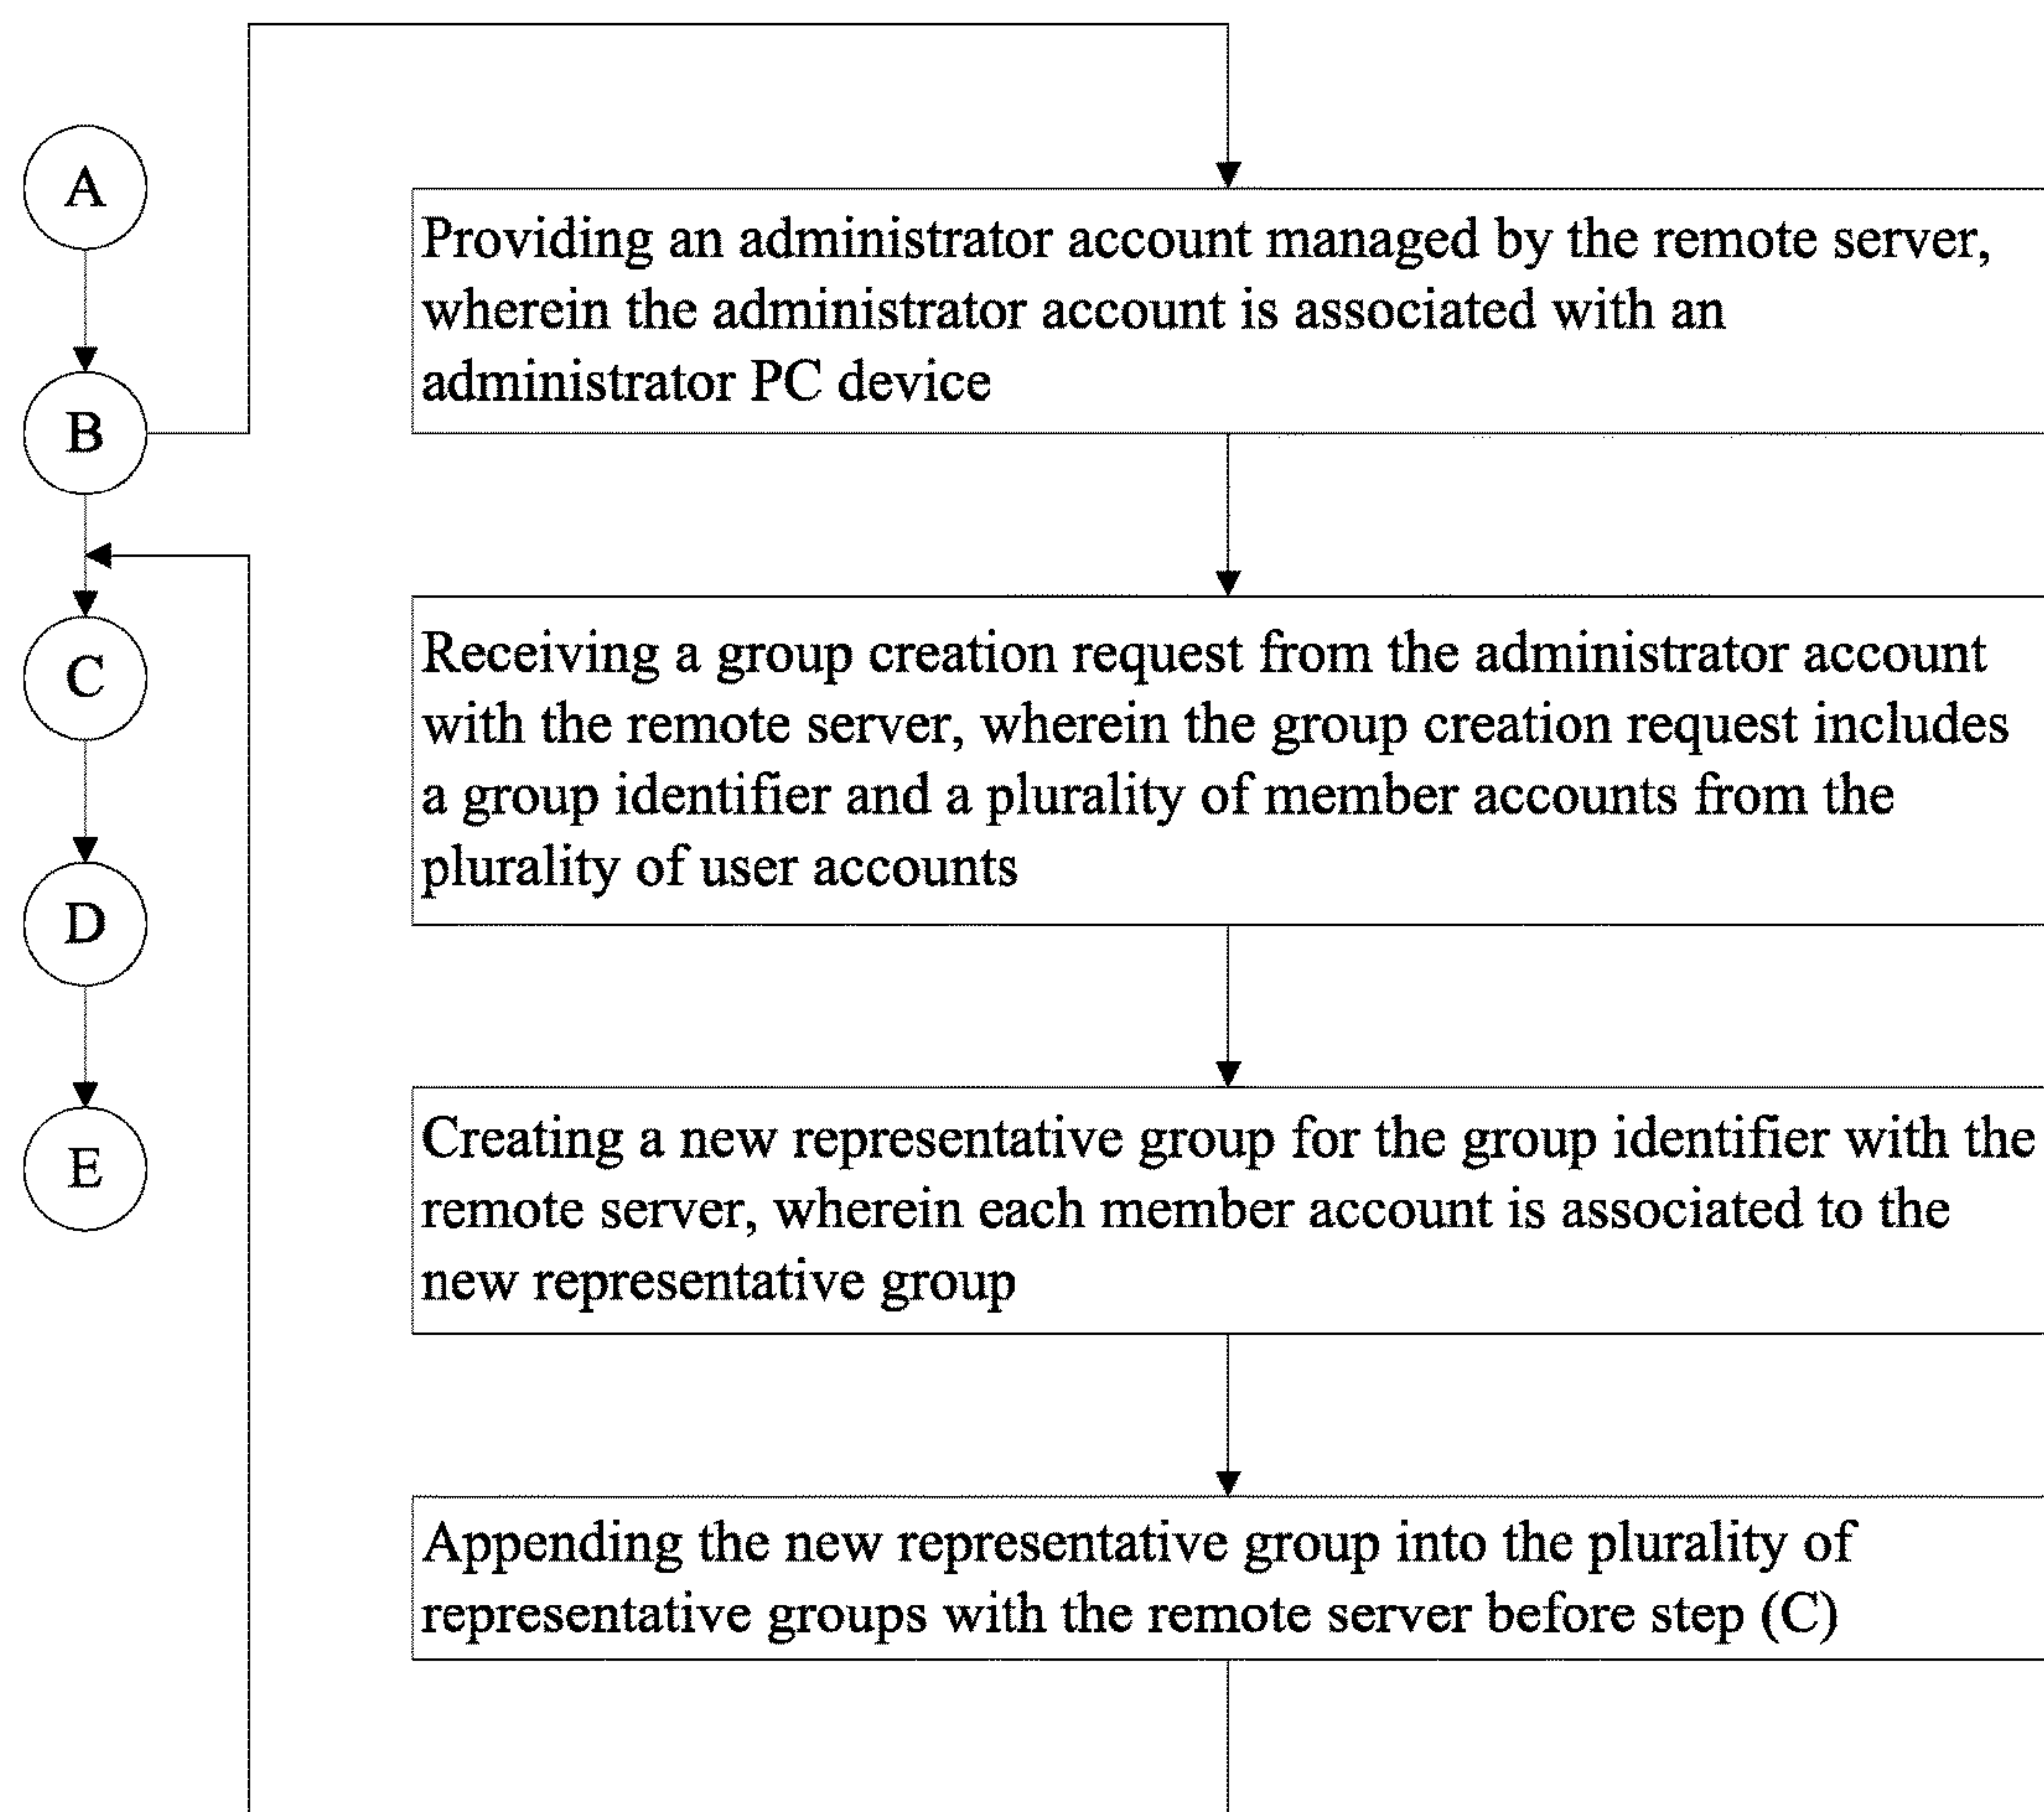 A
B
C
D
E
Providing an administrator account managed by the remote server,
wherein the administrator account is associated with an
administrator PC device
Receiving a group creation request from the administrator account
with the remote server, wherein the group creation request includes
a group identifier and a plurality of member accounts from the
plurality of user accounts
Creating a new representative group for the group identifier with the
remote server, wherein each member account is associated to the
new representative group
Appending the new representative group into the plurality of
representative groups with the remote server before step (C)